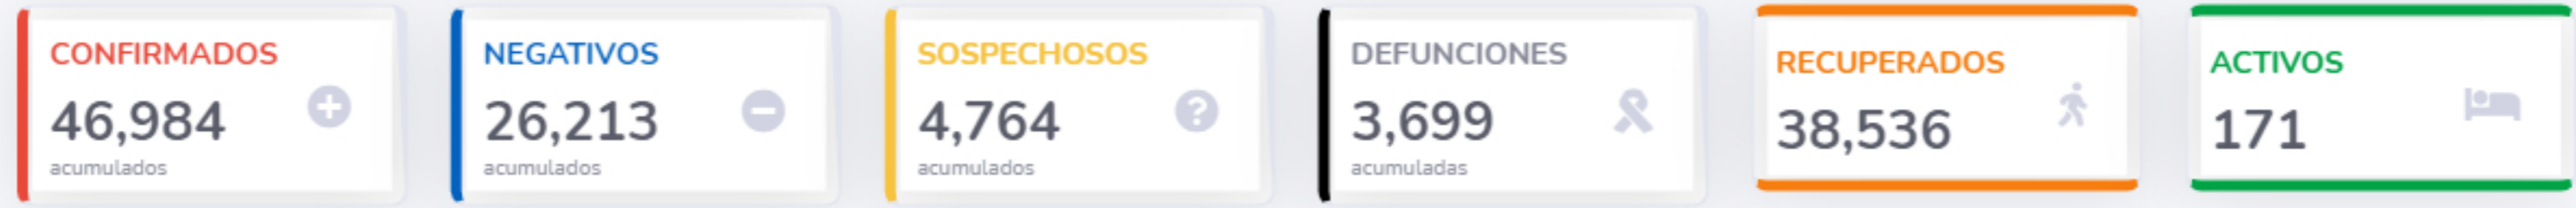 CONFIRMADOS
46,984
acumulados
NEGATIVOS
26,213
acumulados
SOSPECHOSOS
4,764
acumulados
DEFUNCIONES
3,699
acumuladas
RECUPERADOS
38,536
ACTIVOS
171